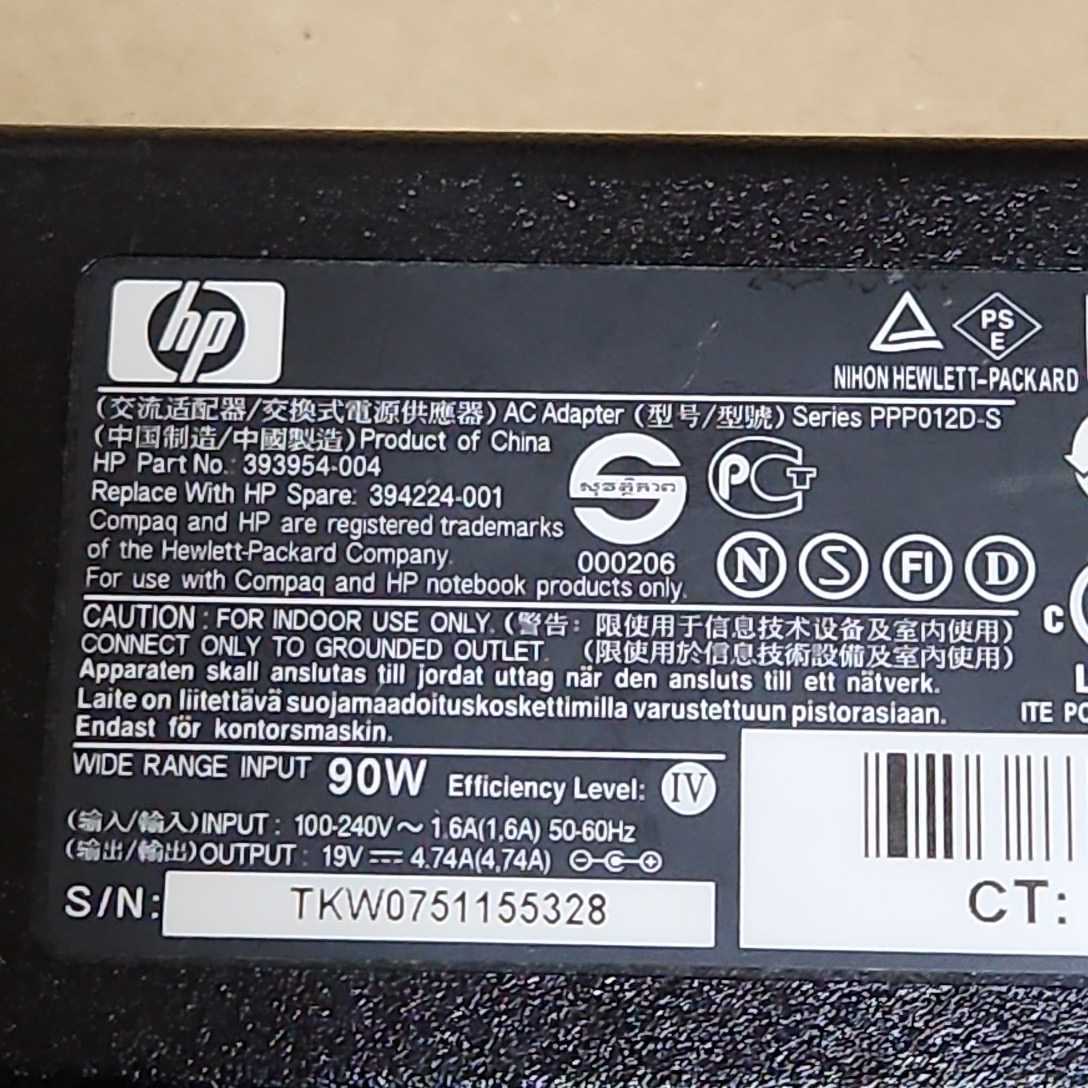 hp
PS
E
NIHON HEWLETT-PACKARD
(交流适配器/交換式電源供應器) AC Adapter (型号/型號) Series PPP012D-S
(中国制造/中國製造) Product of China
HP Part No.: 393954-004
Replace With HP Spare: 394224-001
Compaq and HP are registered trademarks
of the Hewlett-Packard Company.
For use with Compaq and HP notebook products only.
000206
PCT
N S FI D
CAUTION : FOR INDOOR USE ONLY. (警告: 限使用于信息技术设备及室内使用)
CONNECT ONLY TO GROUNDED OUTLET. (限使用於信息技術設備及室內使用)
C
Apparaten skall anslutas till jordat uttag när den ansluts till ett nätverk.
Laite on liitettävä suojamaadoituskoskettimilla varustettuun pistorasiaan.
ITE
Endast för kontorsmaskin.
WIDE RANGE INPUT 90W Efficiency Level: IV
(输入/輸入) INPUT : 100-240V ~ 1.6A(1,6A) 50-60Hz
(输出/輸出) OUTPUT : 19V ⎓ 4.74A(4,74A)
S/N: TKW0751155328
CT: